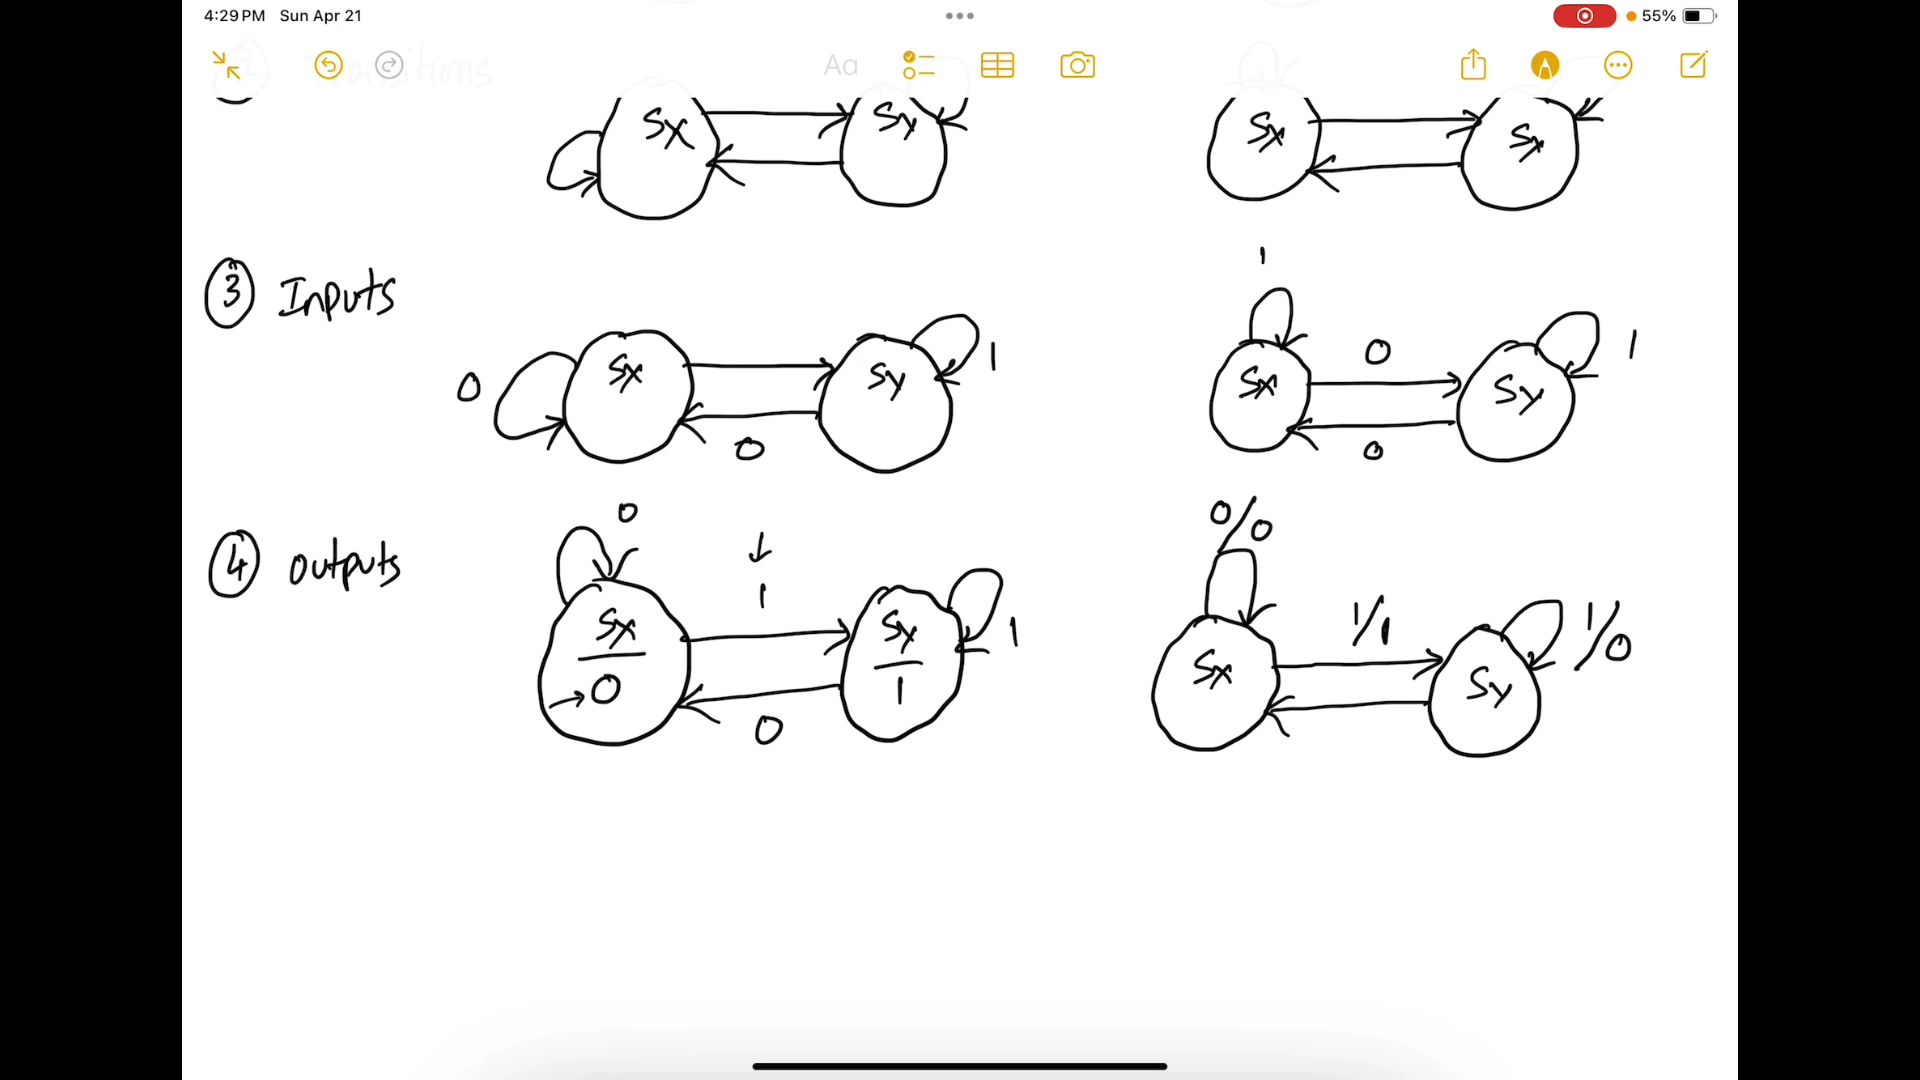 4:29 PM Sun Apr 21 55%
② Transitions Aa
Sx Sy Sx Sy
1
③ Inputs
0 Sx Sy 1 Sx 0 Sy 1
0 0
0 0/0
④ outputs
1 1/1
Sx Sy 1 Sx Sy 1/0
0 1
0